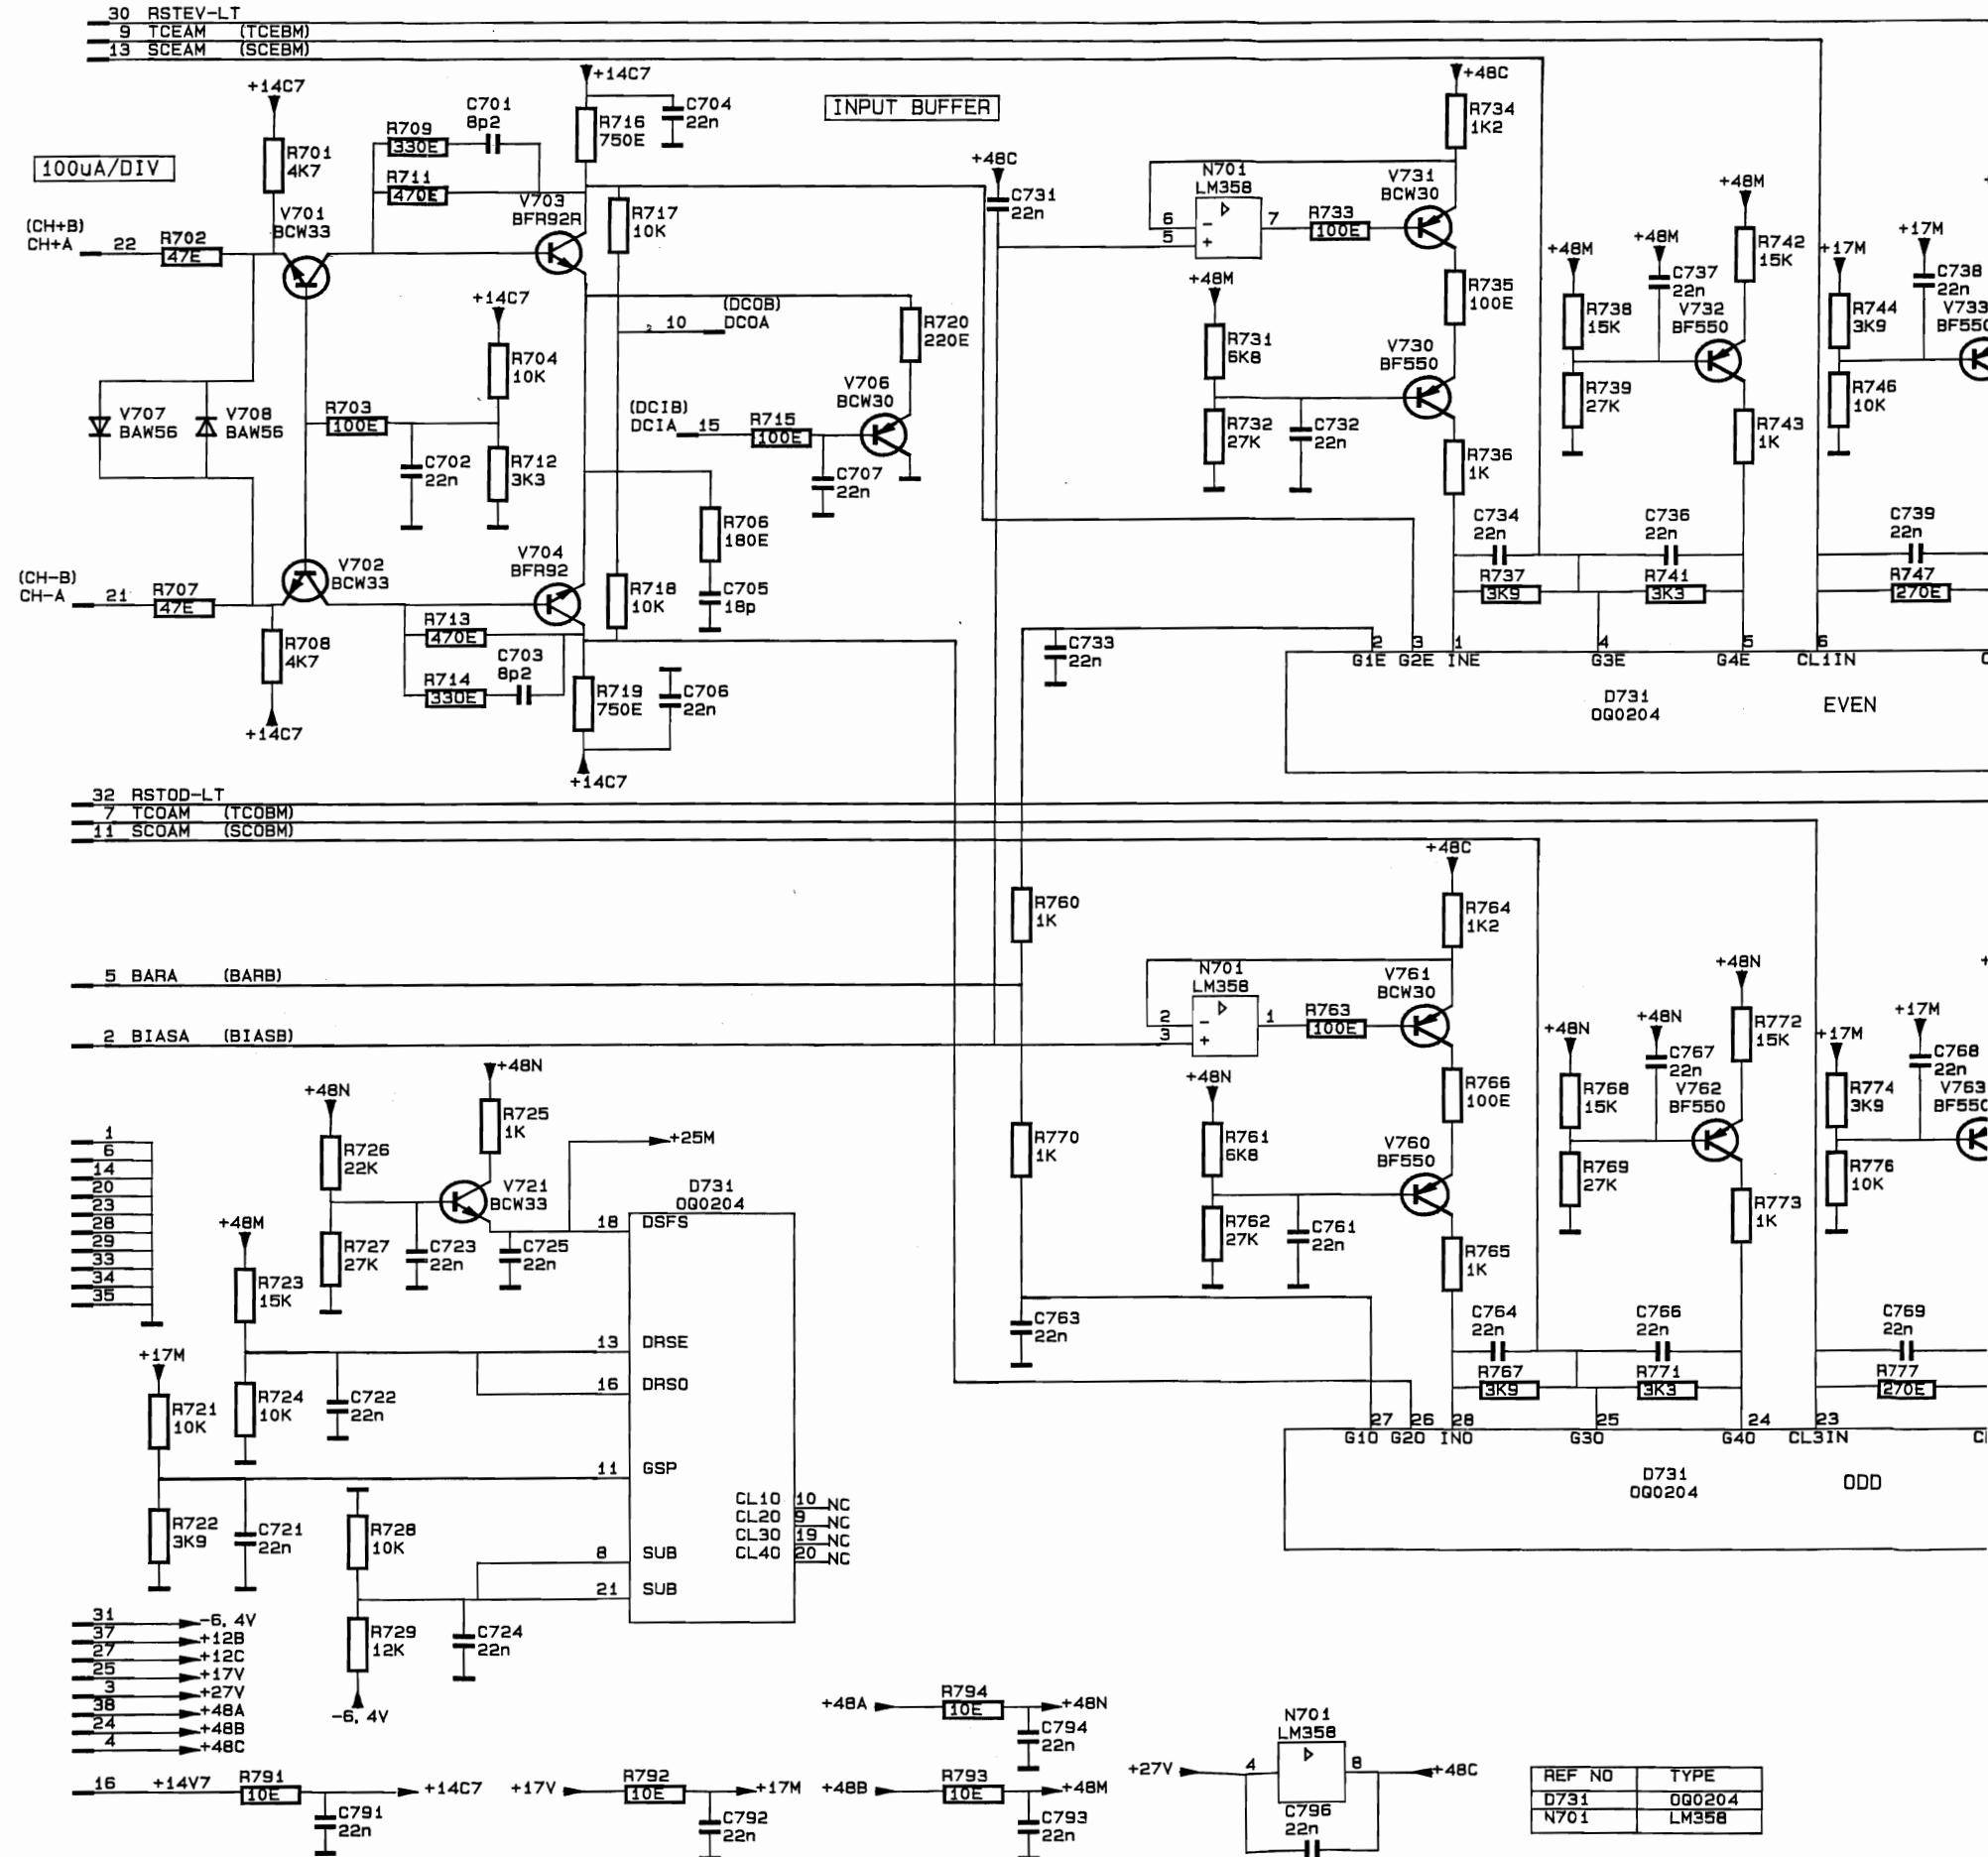 30 RSTEV-LT
9 TCEAM (TCEBM)
13 SCEAM (SCEBM)
+14C7
+14C7
+48C
C701
8p2
C704
22n
INPUT BUFFER
R734
1K2
R709
330E
R716
750E
100uA/DIV
R701
4K7
R711
470E
V703
BFR92R
+48C
C731
22n
N701
LM358
V731
BCW30
+48M
(CH+B)
CH+A
22
R702
47E
V701
BCW33
R717
10K
6
5
-
+
7
R733
100E
R742
15K
+17M
+48M
+48M
+17M
+48M
C737
22n
C738
22n
+14C7
(DCOB)
10 DCOA
R720
220E
R735
100E
R738
15K
V732
BF550
R744
3K9
V733
BF550
R704
10K
R731
6K8
V730
BF550
V706
BCW30
V707
BAW56
V708
BAW56
R703
100E
(DCIB)
DCIA 15
R715
100E
R739
27K
R746
10K
R732
27K
C732
22n
R743
1K
C702
22n
R712
3K3
C707
22n
R736
1K
R706
180E
C734
22n
C736
22n
C739
22n
(CH-B)
CH-A
21
R707
47E
V702
BCW33
V704
BFR92
R718
10K
C705
18p
R737
3K9
R741
3K3
R747
270E
R708
4K7
R713
470E
C703
8p2
R714
330E
R719
750E
C706
22n
C733
22n
2 3 1 4 5 6
G1E G2E INE G3E G4E CL1IN
D731
OQ0204
EVEN
+14C7
+14C7
32 RSTOD-LT
7 TCOAM (TCOBM)
11 SCOAM (SCOBM)
+48C
R760
1K
R764
1K2
5 BARA (BARB)
N701
LM358
V761
BCW30
+48N
2 BIASA (BIASB)
2
3
-
+
1
R763
100E
+48N
+48N
R772
15K
+17M
+17M
+48N
+48N
+48N
C767
22n
C768
22n
R725
1K
R766
100E
R768
15K
V762
BF550
R774
3K9
V763
BF550
1
6
14
20
23
28
29
33
34
35
R726
22K
+25M
R770
1K
R761
6K8
V760
BF550
V721
BCW33
D731
OQ0204
R769
27K
R776
10K
+48M
18 DSFS
R762
27K
C761
22n
R773
1K
R727
27K
C723
22n
C725
22n
R765
1K
R723
15K
C763
22n
C764
22n
C766
22n
C769
22n
13 DRSE
+17M
R767
3K9
R771
3K3
R777
270E
16 DRSO
R721
10K
R724
10K
C722
22n
27 26 28 25 24 23
G1O G2O INO G3O G4O CL3IN
11 GSP
D731
OQ0204
ODD
CL1O 10 NC
CL2O 9 NC
CL3O 19 NC
CL4O 20 NC
R722
3K9
C721
22n
R728
10K
8 SUB
21 SUB
31 -6,4V
37 +12B
27 +12C
25 +17V
3 +27V
38 +48A
24 +48B
4 +48C
R729
12K
C724
22n
-6,4V
+48A
R794
10E
+48N
C794
22n
N701
LM358
+27V 4 8 +48C
C796
22n
16 +14V7
R791
10E
+14C7
C791
22n
+17V
R792
10E
+17M
C792
22n
+48B
R793
10E
+48M
C793
22n
REF NO TYPE
D731 OQ0204
N701 LM358